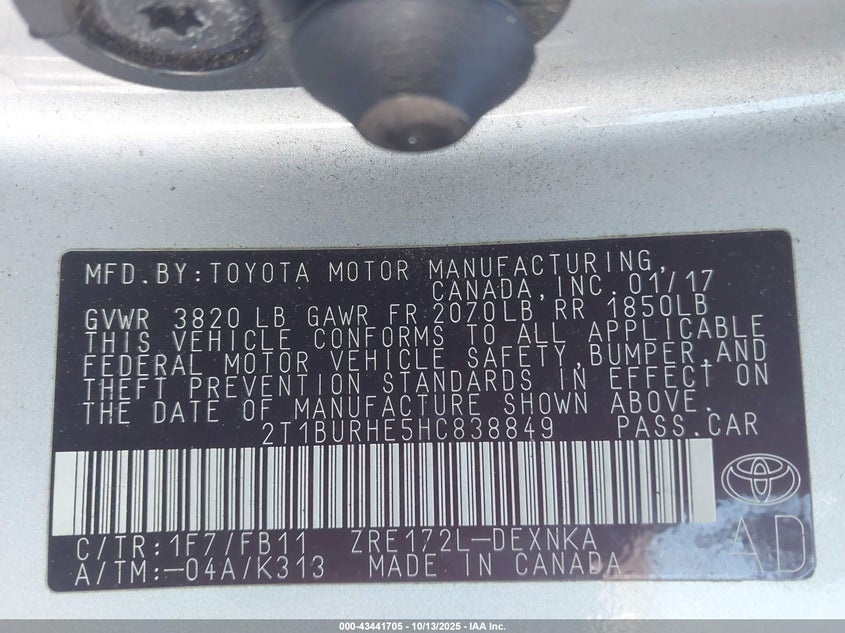 MFD.BY:TOYOTA MOTOR MANUFACTURING,
CANADA,INC.01/17
GVWR 3820 LB GAWR FR 2070LB RR 1850LB
THIS VEHICLE CONFORMS TO ALL APPLICABLE
FEDERAL MOTOR VEHICLE SAFETY,BUMPER,AND
THEFT PREVENTION STANDARDS IN EFFECT ON
THE DATE OF MANUFACTURE SHOWN ABOVE.
2T1BURHE5HC838849 PASS.CAR
C/TR:1F7/FB11 ZRE172L-DEXNKA
A/TM:-04A/K313 MADE IN CANADA
AD
000-43441705 - 10/13/2025 - IAA Inc.